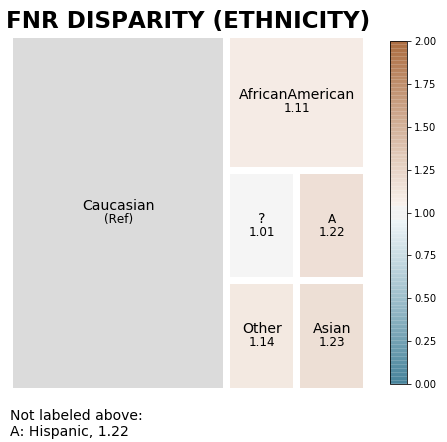 FNR DISPARITY (ETHNICITY)
AfricanAmerican
1.11
Caucasian
(Ref)
?
1.01
A
1.22
Other
1.14
Asian
1.23
2.00
1.75
1.50
1.25
1.00
0.75
0.50
0.25
0.00
Not labeled above:
A: Hispanic, 1.22